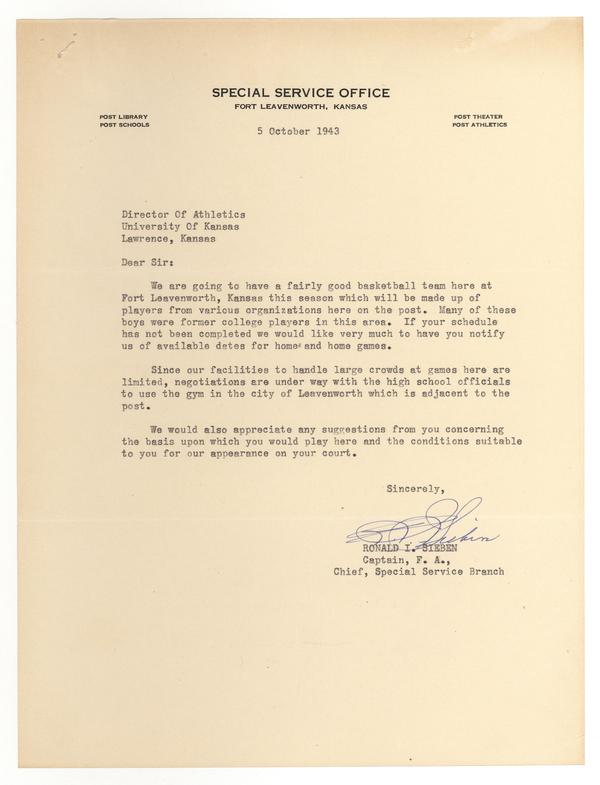 SPECIAL SERVICE OFFICE
FORT LEAVENWORTH, KANSAS
POST LIBRARY
POST SCHOOLS
POST THEATER
POST ATHLETICS
5 October 1943
Director Of Athletics
University Of Kansas
Lawrence, Kansas
Dear Sir:
We are going to have a fairly good basketball team here at
Fort Leavenworth, Kansas this season which will be made up of
players from various organizations here on the post. Many of these
boys were former college players in this area. If your schedule
has not been completed we would like very much to have you notify
us of available dates for home and home games.
Since our facilities to handle large crowds at games here are
limited, negotiations are under way with the high school officials
to use the gym in the city of Leavenworth which is adjacent to the
post.
We would also appreciate any suggestions from you concerning
the basis upon which you would play here and the conditions suitable
to you for our appearance on your court.
Sincerely,
R. I. Sieben
RONALD I. SIEBEN
Captain, F. A.,
Chief, Special Service Branch